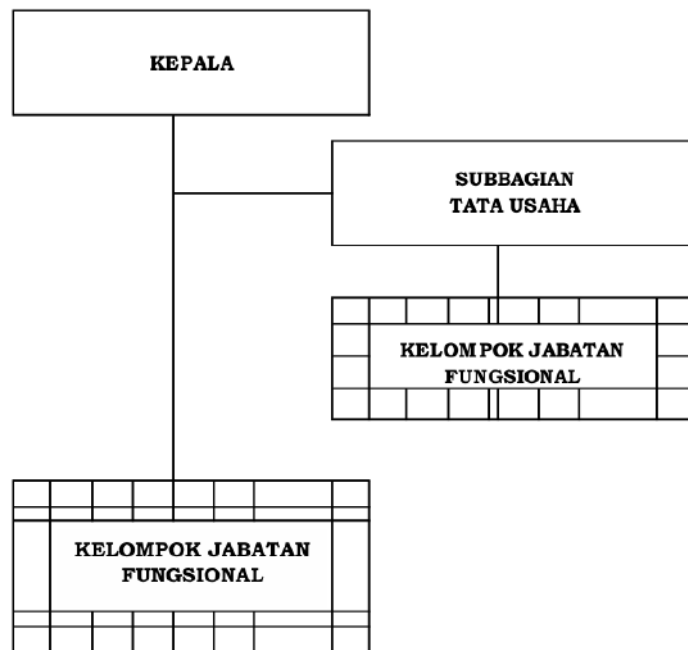 KEPALA
SUBBAGIAN
TATA USAHA
KELOMPOK JABATAN
FUNGSIONAL
KELOMPOK JABATAN
FUNGSIONAL